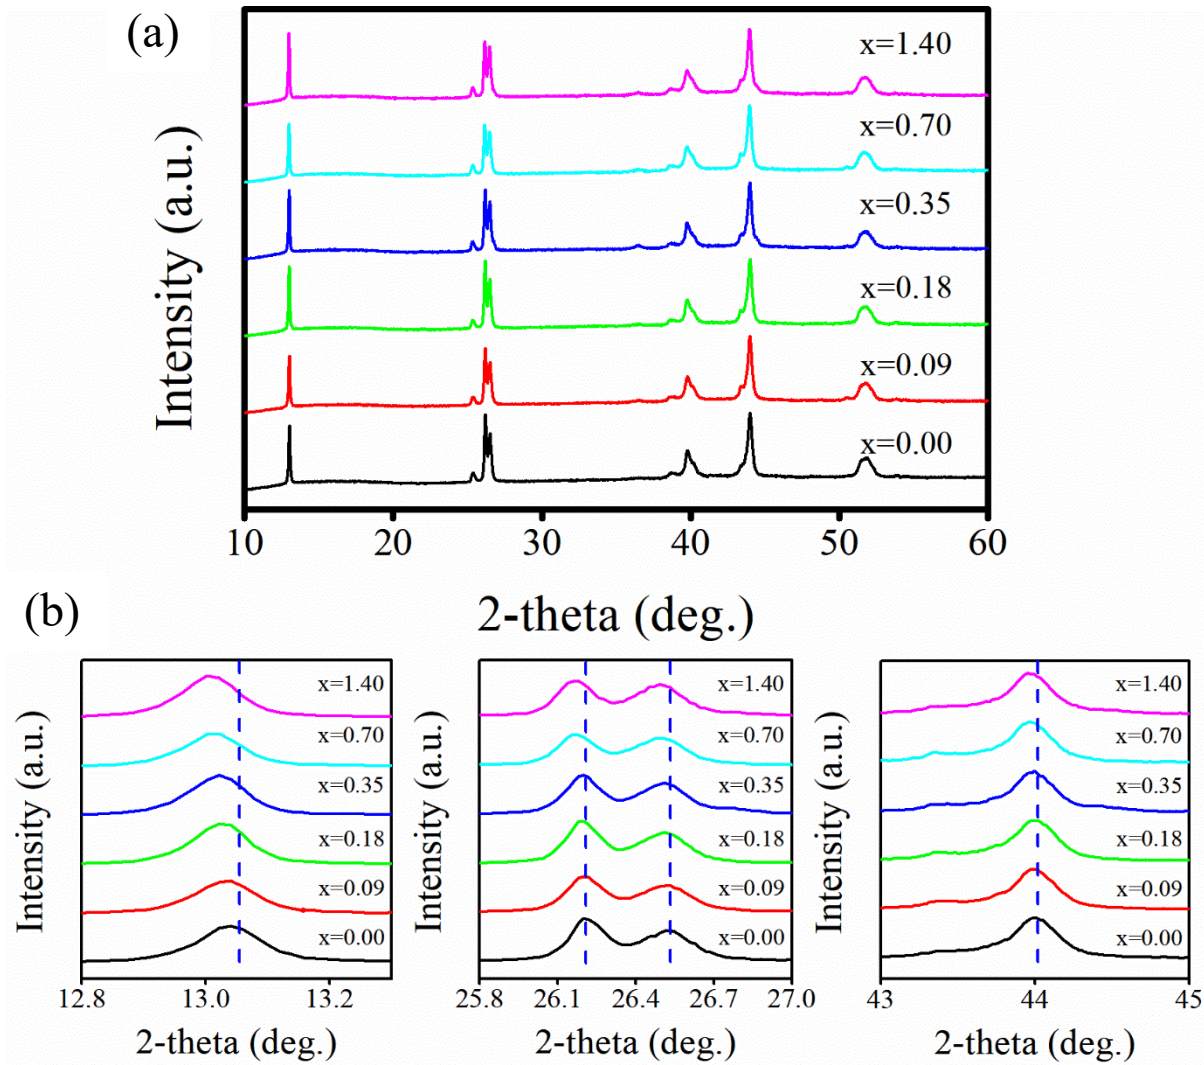 (a)
Intensity (a.u.)
x=1.40
x=0.70
x=0.35
x=0.18
x=0.09
x=0.00
10 20 30 40 50 60
2-theta (deg.)
(b)
Intensity (a.u.)
x=1.40
x=0.70
x=0.35
x=0.18
x=0.09
x=0.00
12.8 13.0 13.2
2-theta (deg.)
Intensity (a.u.)
x=1.40
x=0.70
x=0.35
x=0.18
x=0.09
x=0.00
25.8 26.1 26.4 26.7 27.0
2-theta (deg.)
Intensity (a.u.)
x=1.40
x=0.70
x=0.35
x=0.18
x=0.09
x=0.00
43 44 45
2-theta (deg.)